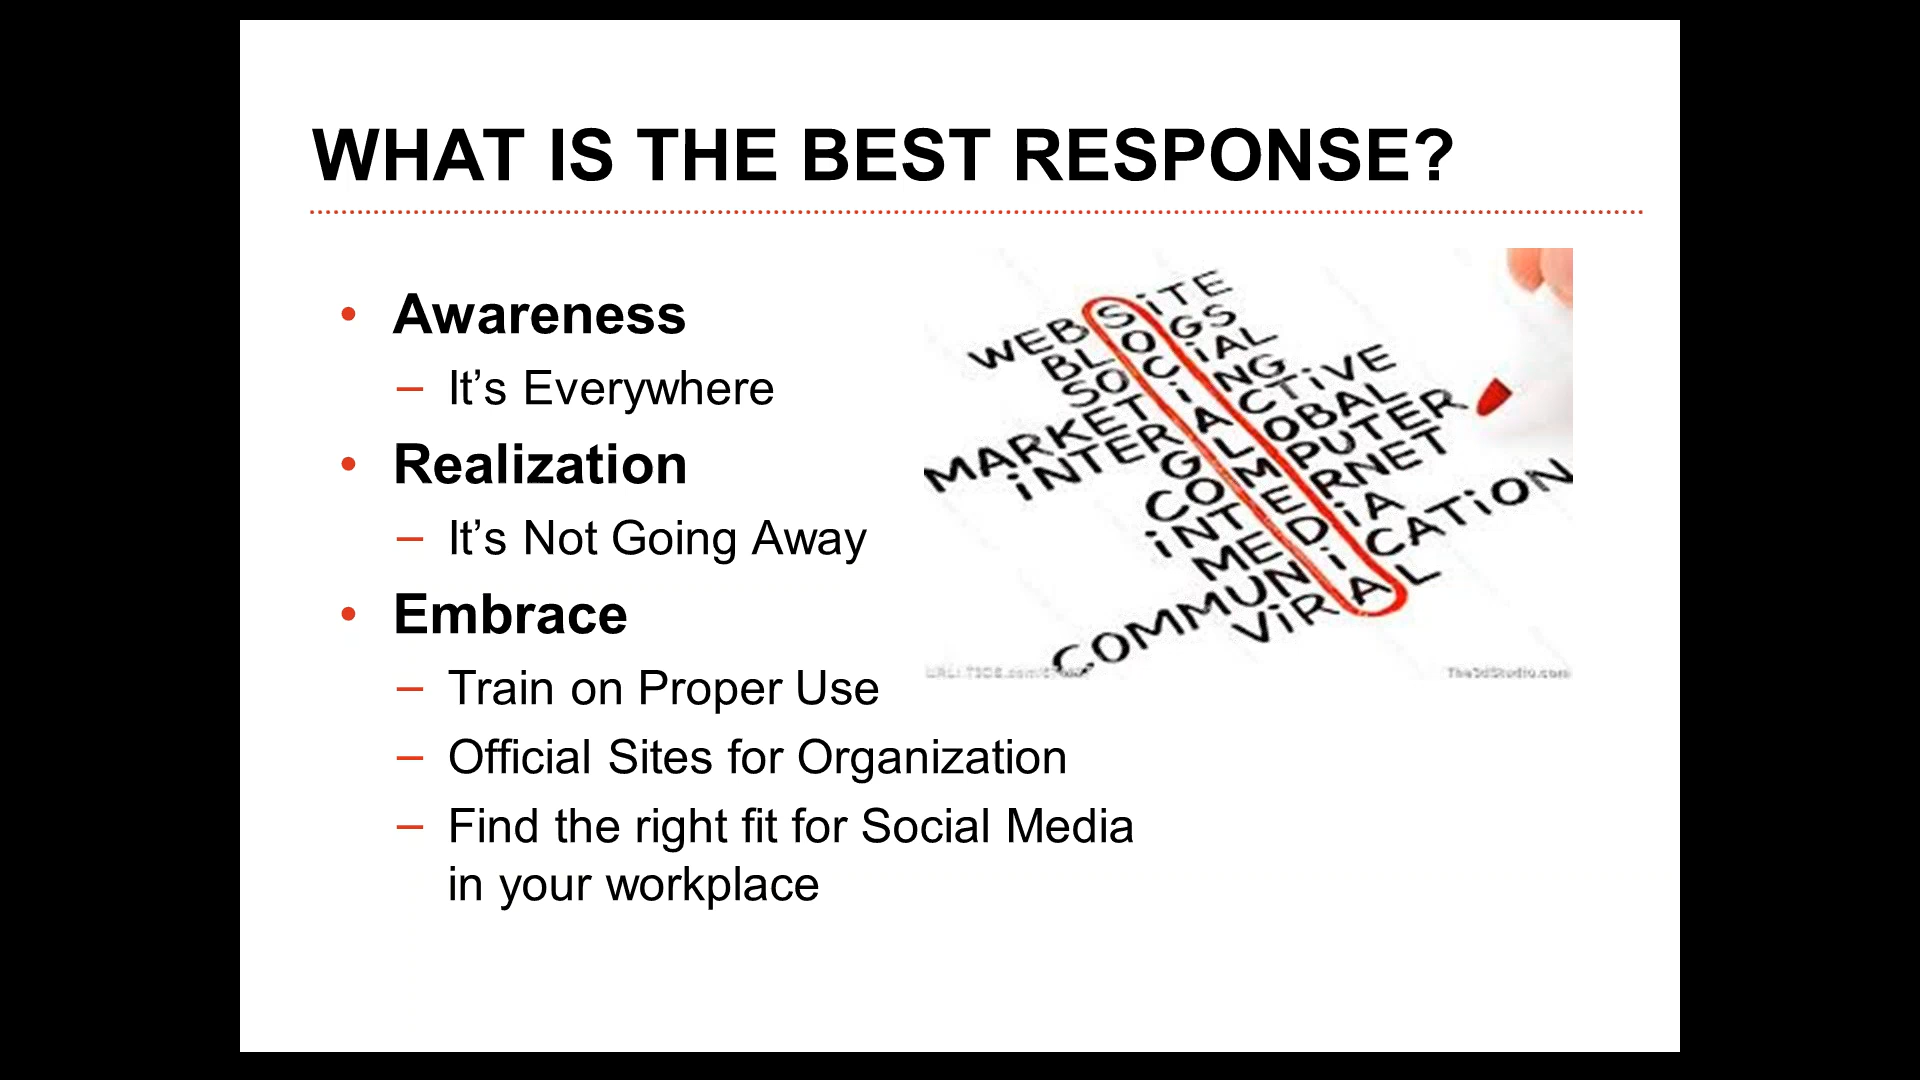 WHAT IS THE BEST RESPONSE?
• Awareness
– It’s Everywhere
• Realization
– It’s Not Going Away
• Embrace
– Train on Proper Use
– Official Sites for Organization
– Find the right fit for Social Media
in your workplace
WEBSiTE
BLOGS
SOCiAL
MARKETiNG
iNTERACTiVE
GLOBAL
COMPUTER
iNTERNET
MEDiA
COMMUNiCATiON
ViRAL
The3dStudio.com